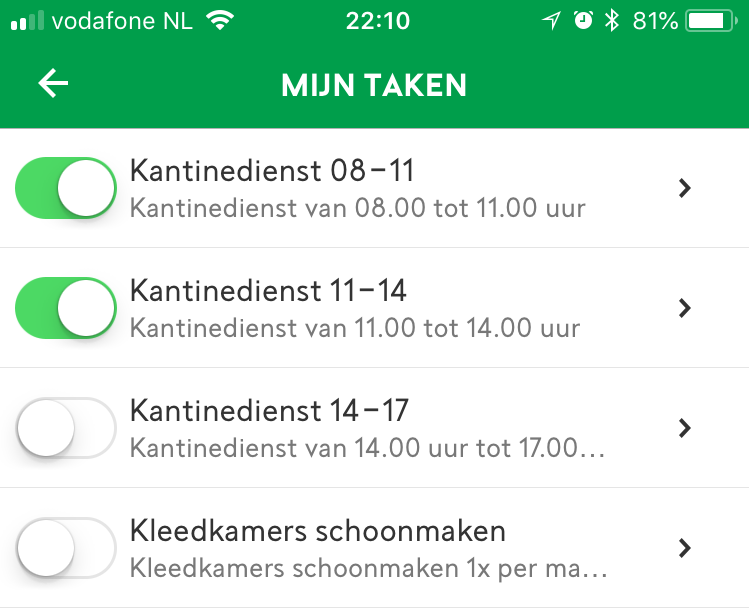 vodafone NL 22:10 81%
MIJN TAKEN
Kantinedienst 08-11
Kantinedienst van 08.00 tot 11.00 uur
Kantinedienst 11-14
Kantinedienst van 11.00 tot 14.00 uur
Kantinedienst 14-17
Kantinedienst van 14.00 uur tot 17.00...
Kleedkamers schoonmaken
Kleedkamers schoonmaken 1x per ma...